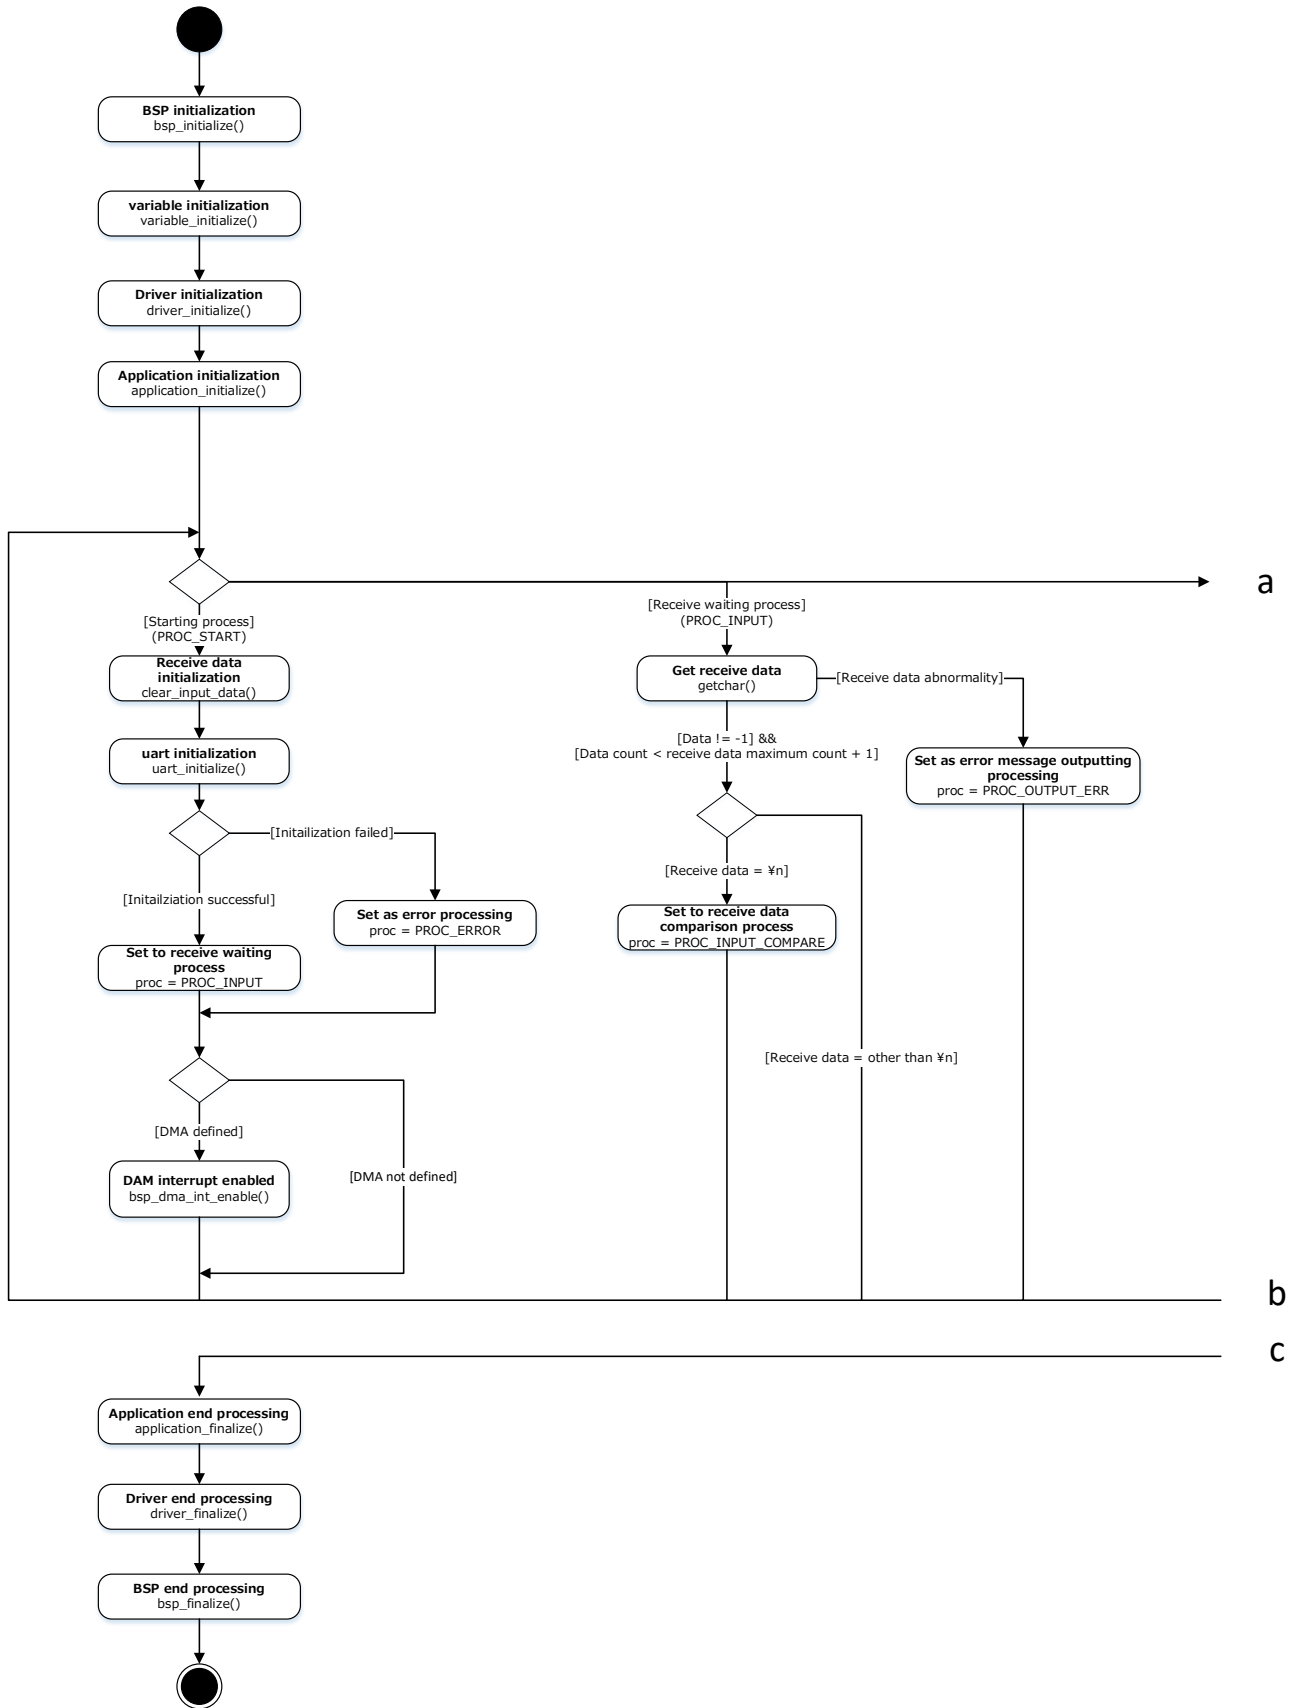 BSP initialization
bsp_initialize()
variable initialization
variable_initialize()
Driver initialization
driver_initialize()
Application initialization
application_initialize()
a
[Starting process]
(PROC_START)
[Receive waiting process]
(PROC_INPUT)
Receive data
initialization
clear_input_data()
Get receive data
getchar()
[Receive data abnormality]
uart initialization
uart_initialize()
[Data != -1] &&
[Data count < receive data maximum count + 1]
Set as error message outputting
processing
proc = PROC_OUTPUT_ERR
[Initailization failed]
[Receive data = ¥n]
[Initailziation successful]
Set as error processing
proc = PROC_ERROR
Set to receive data
comparison process
proc = PROC_INPUT_COMPARE
Set to receive waiting
process
proc = PROC_INPUT
[Receive data = other than ¥n]
[DMA defined]
[DMA not defined]
DAM interrupt enabled
bsp_dma_int_enable()
b
c
Application end processing
application_finalize()
Driver end processing
driver_finalize()
BSP end processing
bsp_finalize()